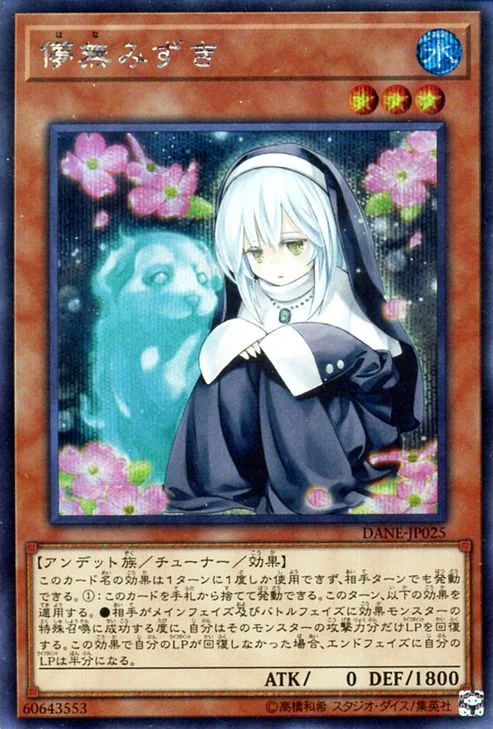 停無みずき
水
DANE-JP025
【アンデット族／チューナー／効果】
このカード名の効果は１ターンに１度しか使用できず、相手ターンでも発動
できる。①：このカードを手札から捨てて発動できる。このターン、以下の効果を
適用する。●相手がメインフェイズ及びバトルフェイズに効果モンスターの
特殊召喚に成功する度に、自分はそのモンスターの攻撃力分だけLPを回復
する。この効果で自分のLPが回復しなかった場合、エンドフェイズに自分の
LPは半分になる。
ATK/ 0 DEF/1800
60643553
©高橋和希 スタジオ・ダイス/集英社